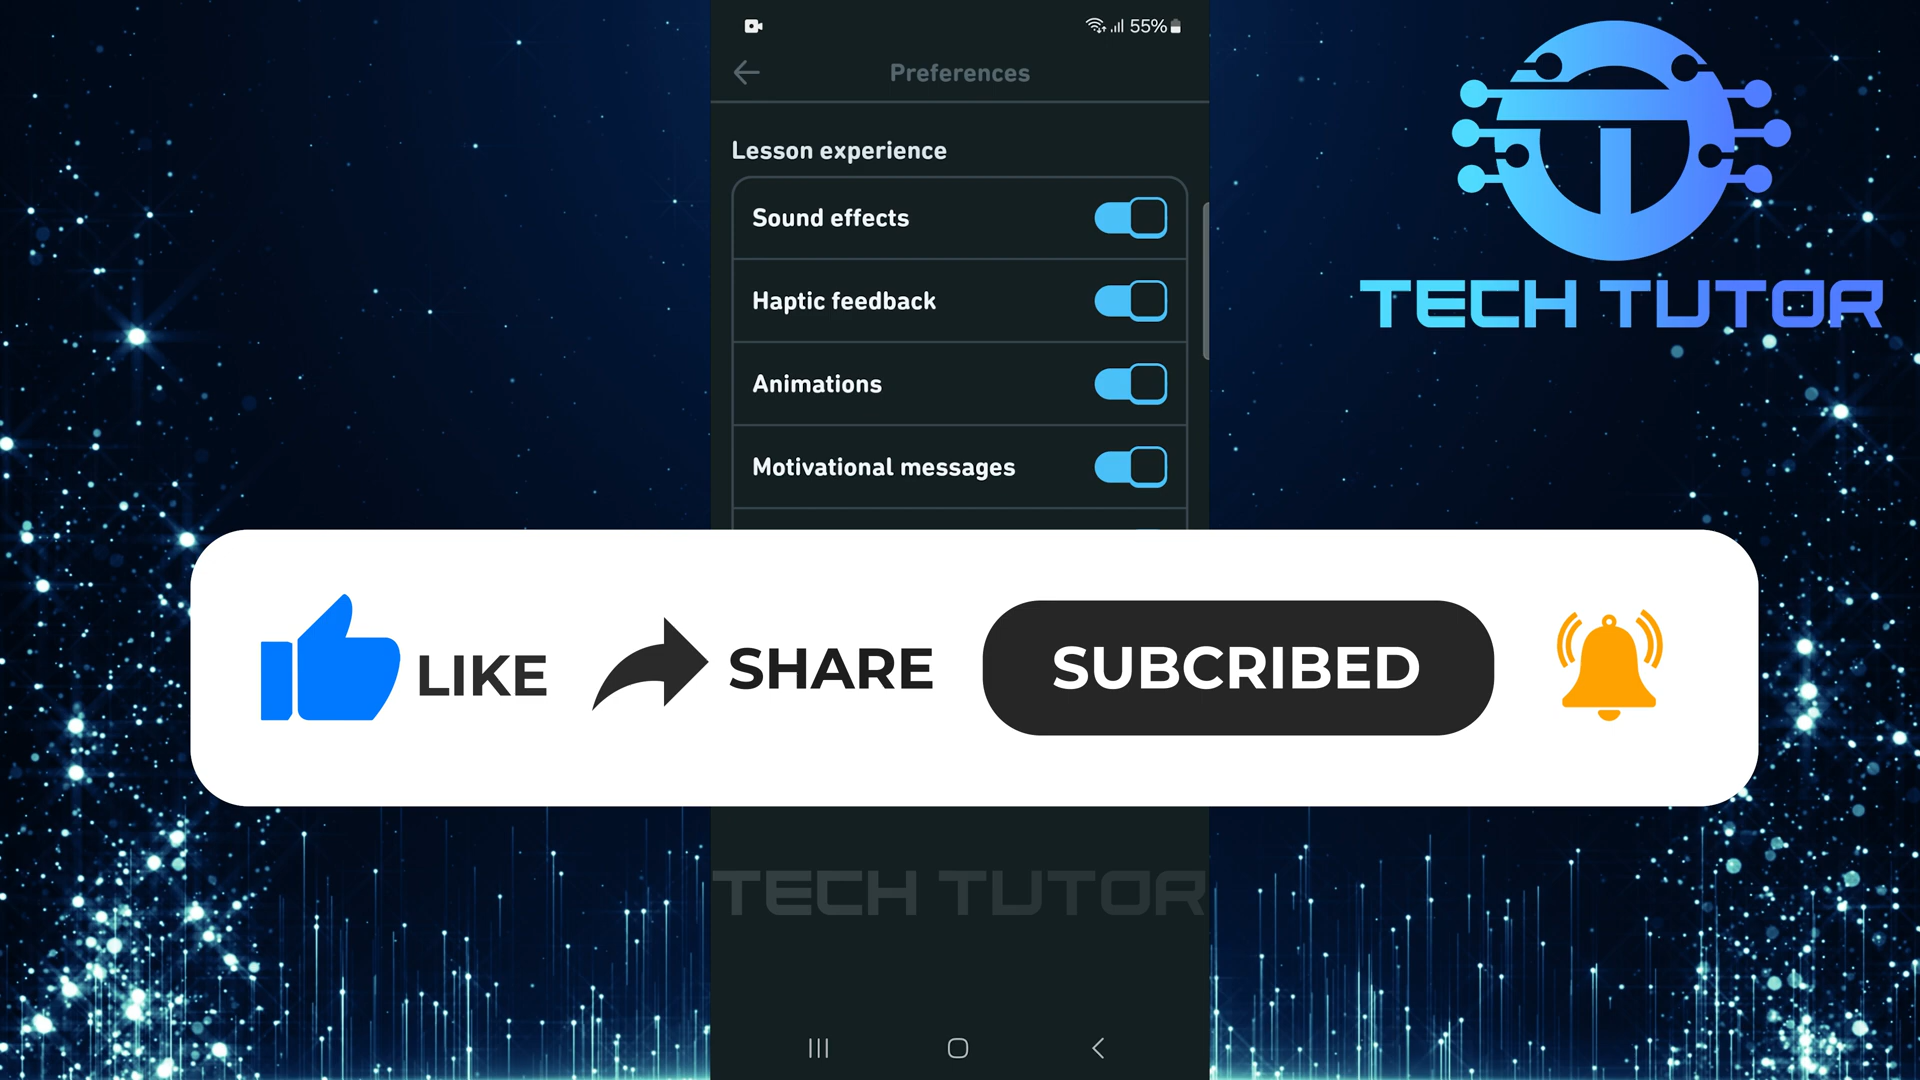 55%
Preferences
Lesson experience
Sound effects
Haptic feedback
Animations
Motivational messages
TECH TUTOR
LIKE
SHARE
SUBCRIBED
TECH TUTOR